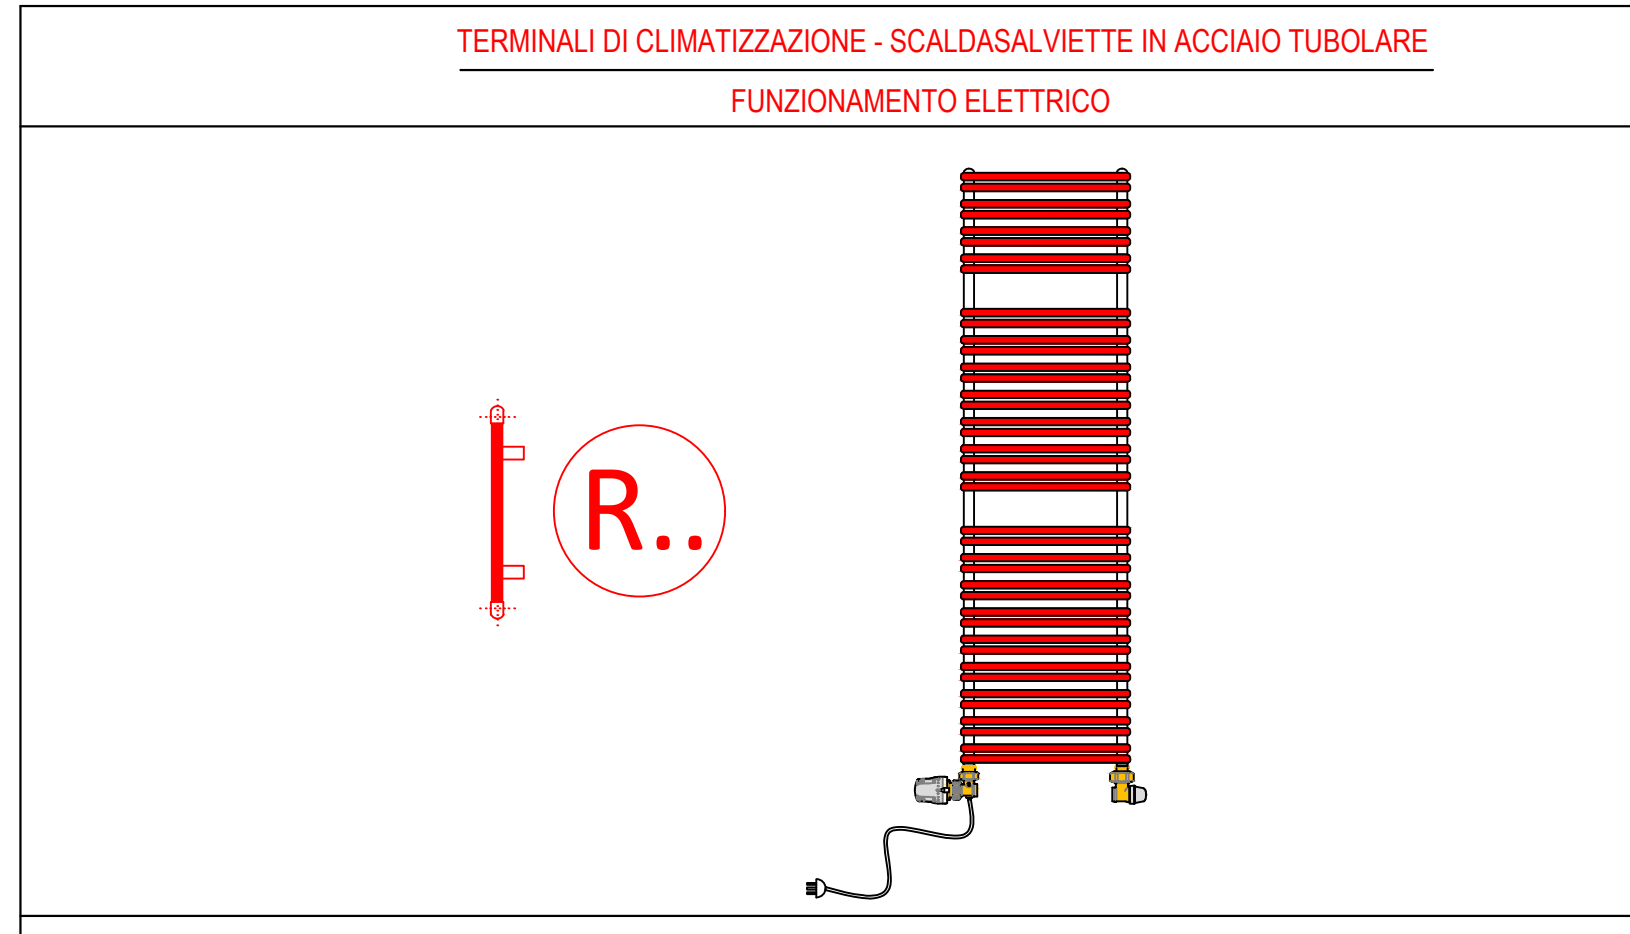 TERMINALI DI CLIMATIZZAZIONE - SCALDASALVIETTE IN ACCIAIO TUBOLARE
FUNZIONAMENTO ELETTRICO
R..